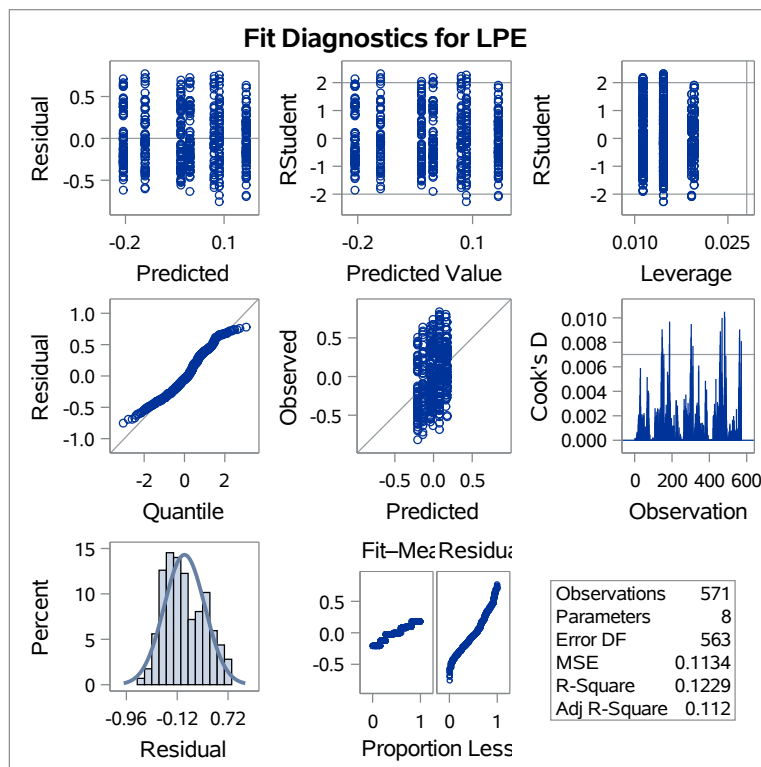 Fit Diagnostics for LPE
Residual
0.5
0.0
-0.5
-0.2 0.1
Predicted
RStudent
2
1
0
-1
-2
-0.2 0.1
Predicted Value
RStudent
2
1
0
-1
-2
0.010 0.025
Leverage
Residual
1.0
0.5
0.0
-0.5
-1.0
-2 0 2
Quantile
Observed
0.5
0.0
-0.5
-0.5 0.0 0.5
Predicted
Cook's D
0.010
0.008
0.006
0.004
0.002
0.000
0 200 400 600
Observation
Percent
15
10
5
0
-0.96 -0.12 0.72
Residual
Fit–Mea Residua
0.5
0.0
-0.5
0 1 0 1
Proportion Less
Observations 571
Parameters 8
Error DF 563
MSE 0.1134
R-Square 0.1229
Adj R-Square 0.112